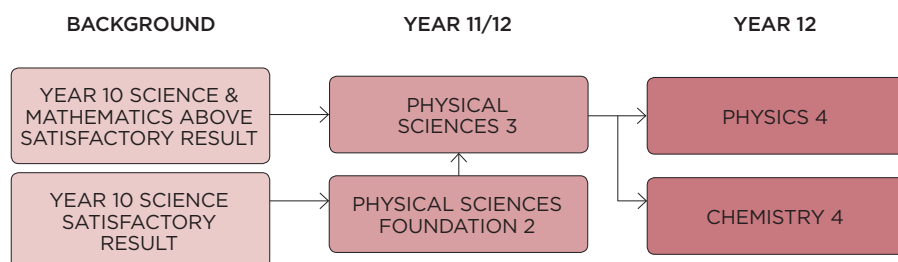 BACKGROUND
YEAR 11/12
YEAR 12
YEAR 10 SCIENCE &
MATHEMATICS ABOVE
SATISFACTORY RESULT
PHYSICAL
SCIENCES 3
PHYSICS 4
YEAR 10 SCIENCE
SATISFACTORY
RESULT
PHYSICAL SCIENCES
FOUNDATION 2
CHEMISTRY 4